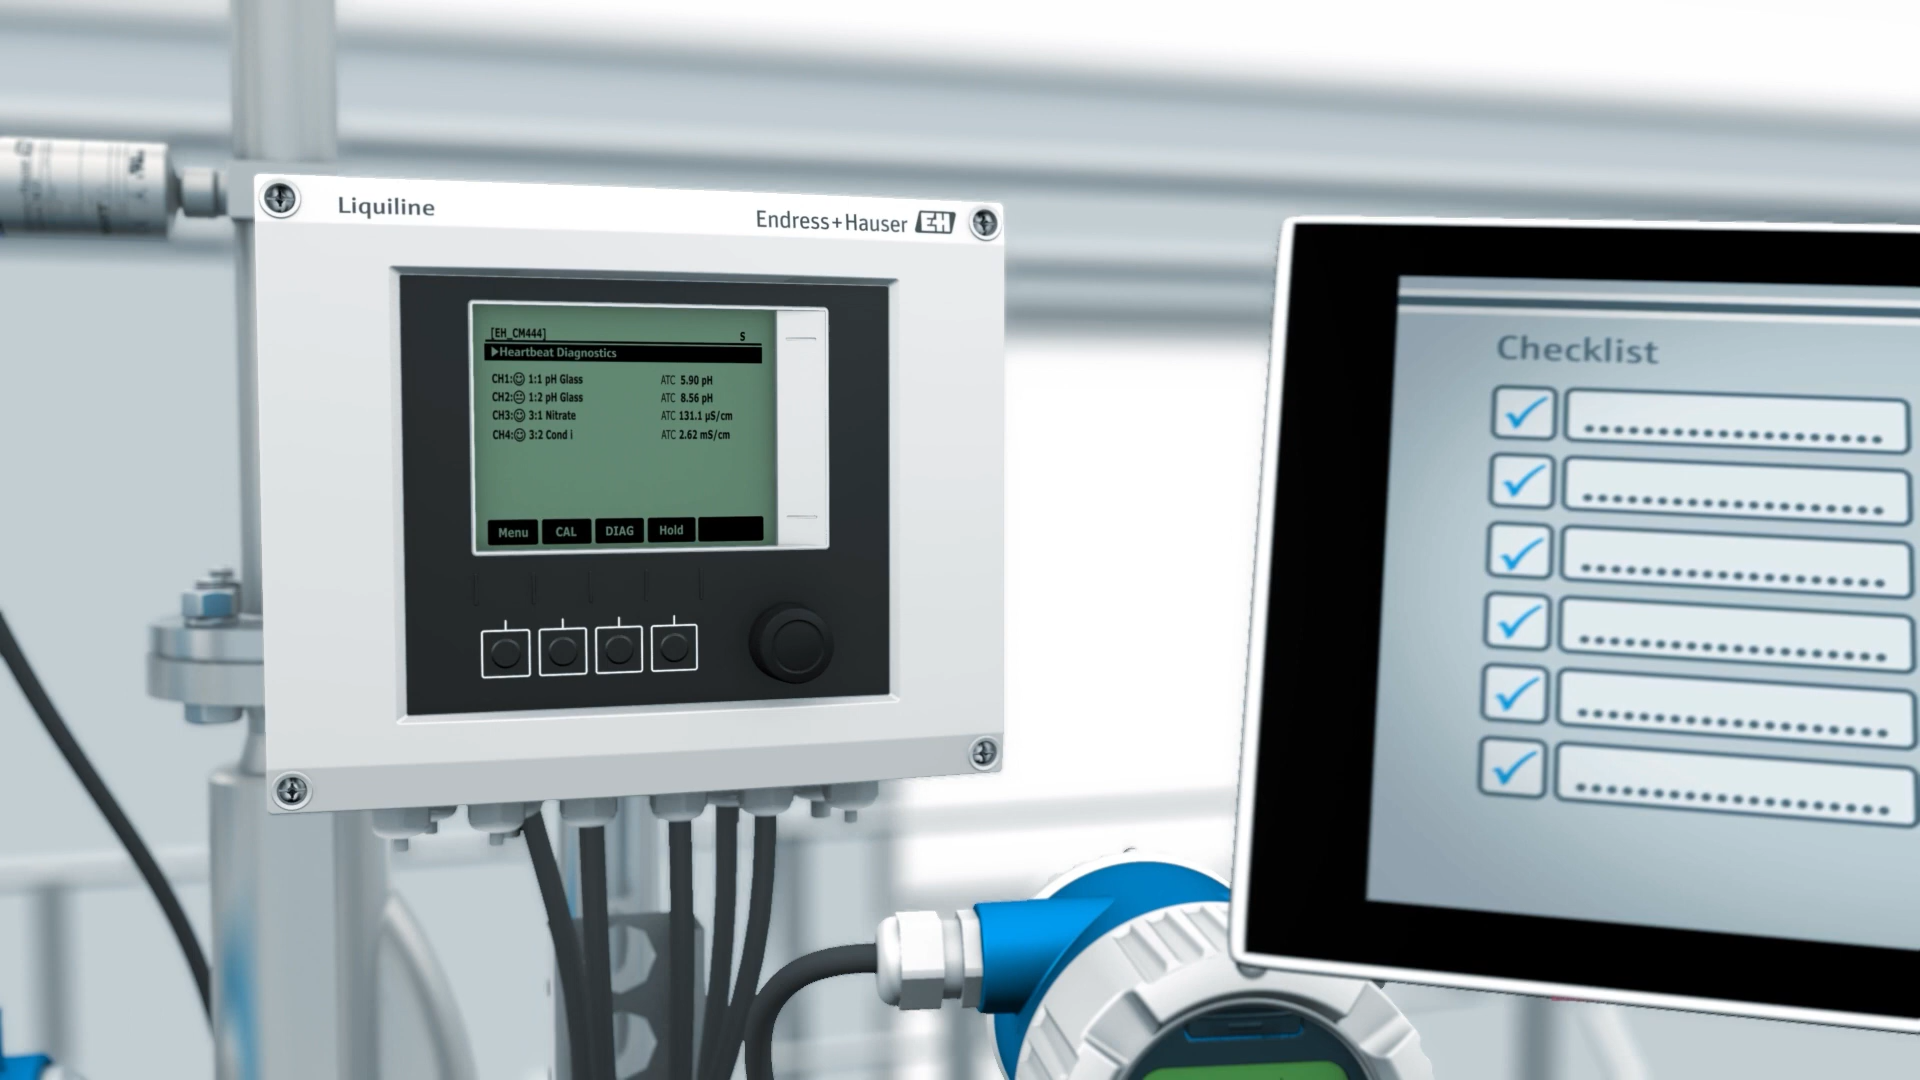 Liquiline
Endress+Hauser EH
[EH_CM444] S
Heartbeat Diagnostics
CH1: 1:1 pH Glass ATC 5.90 pH
CH2: 1:2 pH Glass ATC 8.56 pH
CH3: 3:1 Nitrate ATC 131.1 µS/cm
CH4: 3:2 Cond i ATC 2.62 mS/cm
Menu CAL DIAG Hold
Checklist